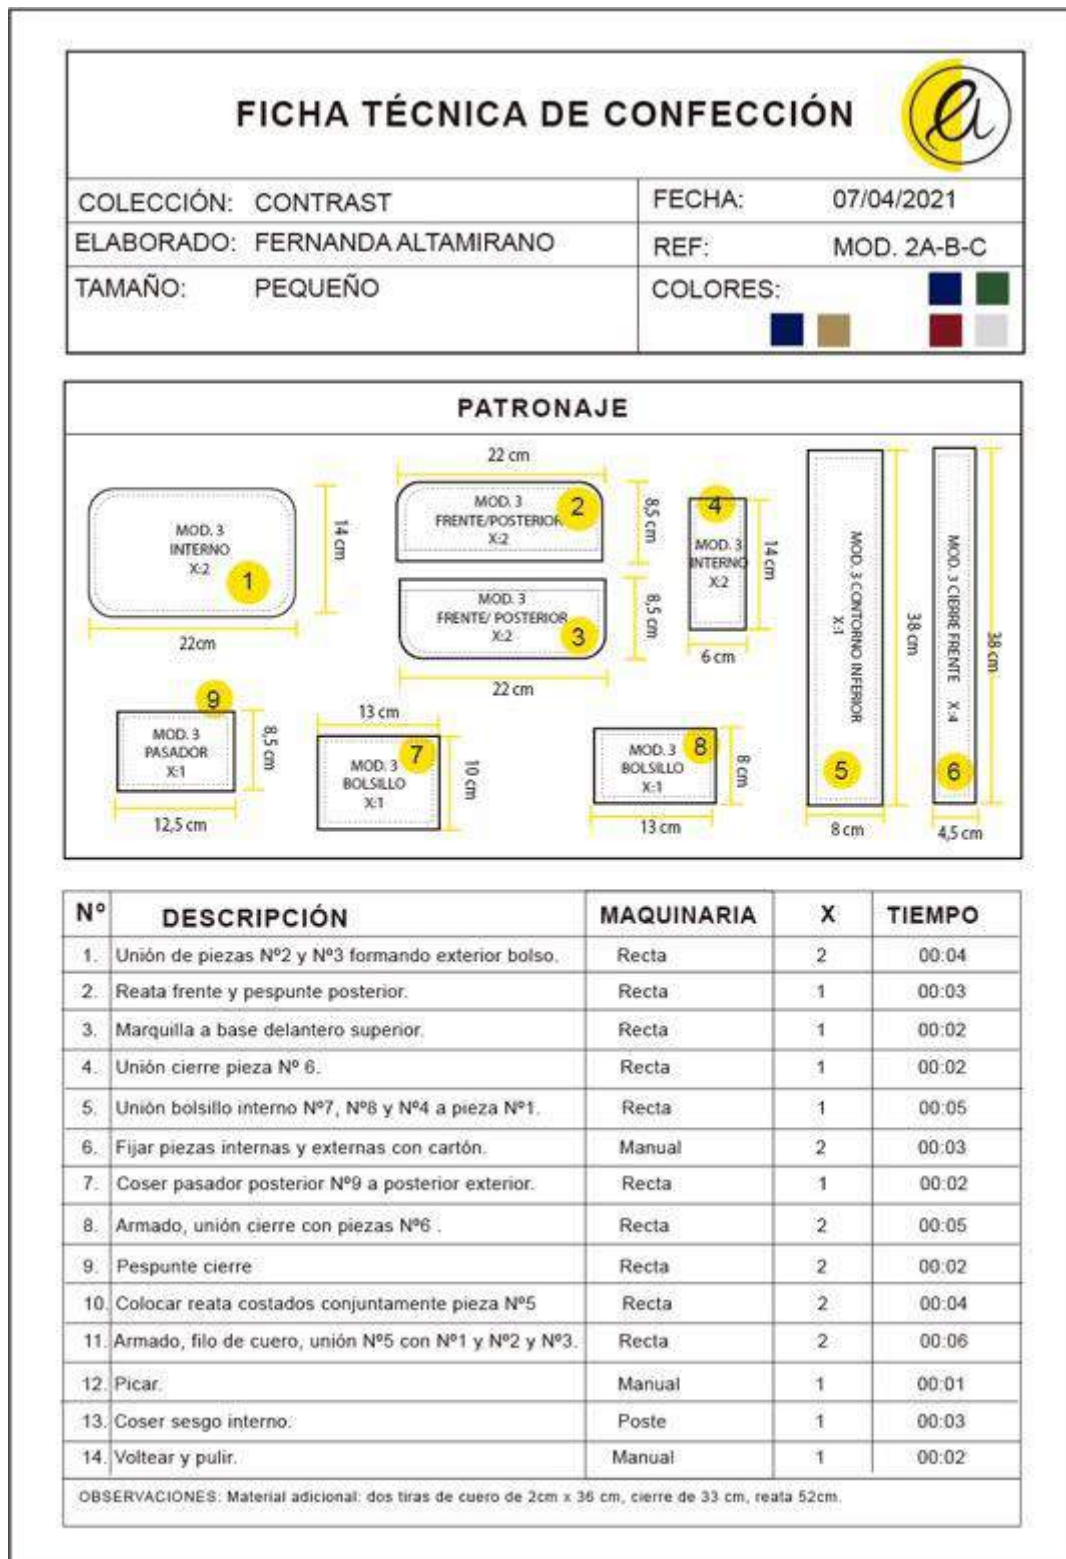 FICHA TÉCNICA DE CONFECCIÓN
COLECCIÓN: CONTRAST
FECHA: 07/04/2021
ELABORADO: FERNANDA ALTAMIRANO
REF: MOD. 2A-B-C
TAMAÑO: PEQUEÑO
COLORES:
PATRONAJE
MOD. 3
INTERNO
X:2
1
14 cm
22cm
22 cm
MOD. 3
FRENTE/POSTERIOR
X:2
2
8,5 cm
MOD. 3
FRENTE/ POSTERIOR
X:2
3
8,5 cm
22 cm
4
MOD. 3
INTERNO
X:2
14 cm
6 cm
MOD. 3 CONTORNO INFERIOR
X:1
5
38 cm
8 cm
MOD. 3 CIERRE FRENTE X:4
6
38 cm
4,5 cm
9
MOD. 3
PASADOR
X:1
8,5 cm
12,5 cm
13 cm
7
MOD. 3
BOLSILLO
X:1
10 cm
8
MOD. 3
BOLSILLO
X:1
8 cm
13 cm
Nº DESCRIPCIÓN MAQUINARIA X TIEMPO
1. Unión de piezas Nº2 y Nº3 formando exterior bolso. Recta 2 00:04
2. Reata frente y pespunte posterior. Recta 1 00:03
3. Marquilla a base delantero superior. Recta 1 00:02
4. Unión cierre pieza Nº 6. Recta 1 00:02
5. Unión bolsillo interno Nº7, Nº8 y Nº4 a pieza Nº1. Recta 1 00:05
6. Fijar piezas internas y externas con cartón. Manual 2 00:03
7. Coser pasador posterior Nº9 a posterior exterior. Recta 1 00:02
8. Armado, unión cierre con piezas Nº6 . Recta 2 00:05
9. Pespunte cierre Recta 2 00:02
10. Colocar reata costados conjuntamente pieza Nº5 Recta 2 00:04
11. Armado, filo de cuero, unión Nº5 con Nº1 y Nº2 y Nº3. Recta 2 00:06
12. Picar. Manual 1 00:01
13. Coser sesgo interno. Poste 1 00:03
14. Voltear y pulir. Manual 1 00:02
OBSERVACIONES: Material adicional: dos tiras de cuero de 2cm x 36 cm, cierre de 33 cm, reata 52cm.